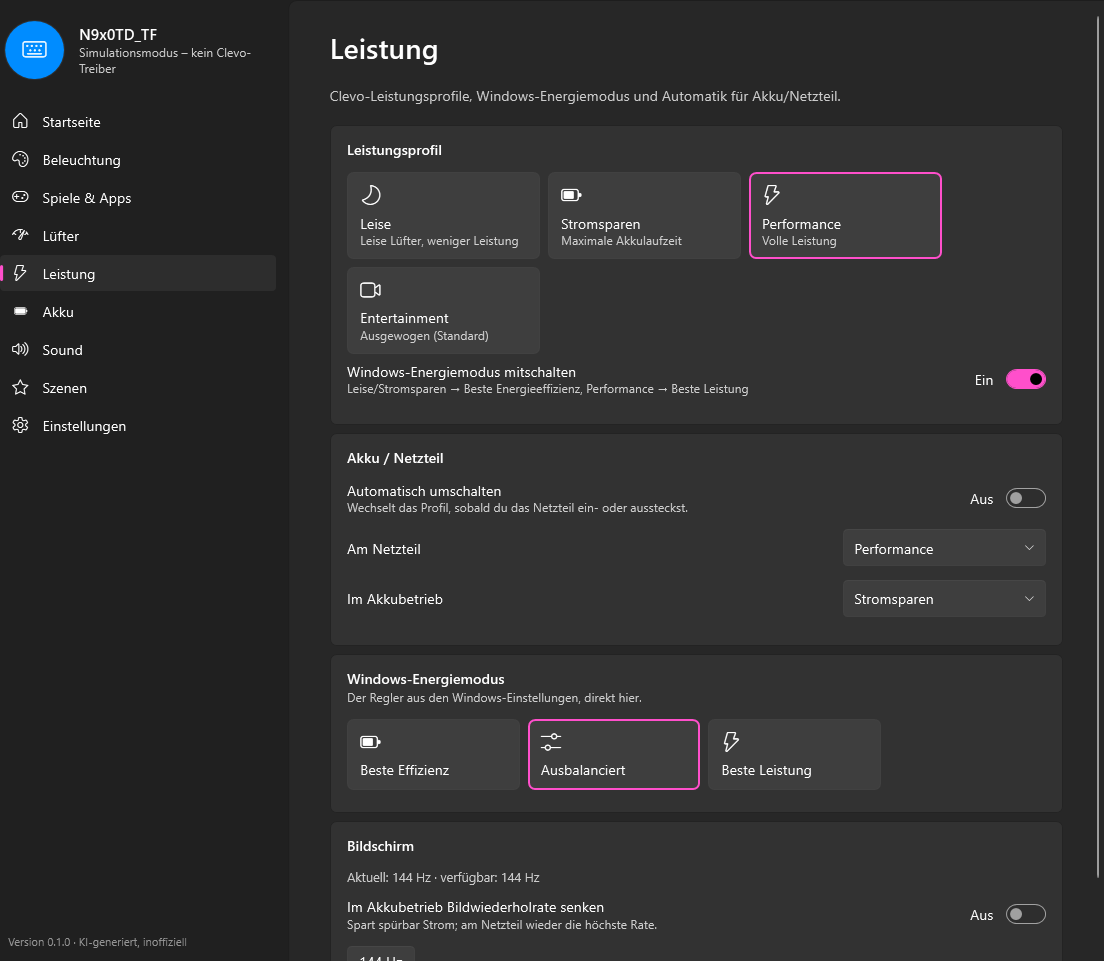 N9x0TD_TF
Simulationsmodus – kein Clevo-
Treiber
Startseite
Beleuchtung
Spiele & Apps
Lüfter
Leistung
Akku
Sound
Szenen
Einstellungen
Version 0.1.0 · KI-generiert, inoffiziell
Leistung
Clevo-Leistungsprofile, Windows-Energiemodus und Automatik für Akku/Netzteil.
Leistungsprofil
Leise
Leise Lüfter, weniger Leistung
Stromsparen
Maximale Akkulaufzeit
Performance
Volle Leistung
Entertainment
Ausgewogen (Standard)
Windows-Energiemodus mitschalten
Leise/Stromsparen → Beste Energieeffizienz, Performance → Beste Leistung
Ein
Akku / Netzteil
Automatisch umschalten
Wechselt das Profil, sobald du das Netzteil ein- oder aussteckst.
Aus
Am Netzteil
Performance
Im Akkubetrieb
Stromsparen
Windows-Energiemodus
Der Regler aus den Windows-Einstellungen, direkt hier.
Beste Effizienz
Ausbalanciert
Beste Leistung
Bildschirm
Aktuell: 144 Hz · verfügbar: 144 Hz
Im Akkubetrieb Bildwiederholrate senken
Spart spürbar Strom; am Netzteil wieder die höchste Rate.
Aus
144 Hz